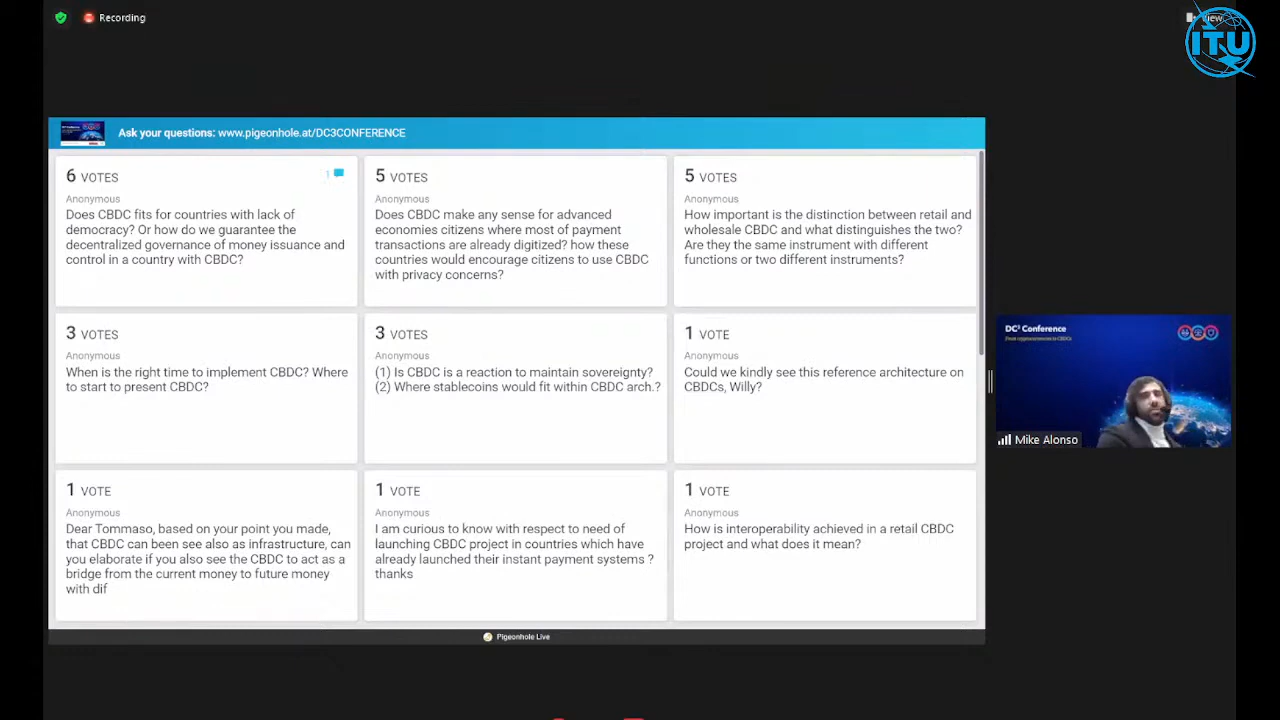 Recording
View
ITU
Ask your questions: www.pigeonhole.at/DC3CONFERENCE
6 VOTES
1
Anonymous
Does CBDC fits for countries with lack of
democracy? Or how do we guarantee the
decentralized governance of money issuance and
control in a country with CBDC?
5 VOTES
Anonymous
Does CBDC make any sense for advanced
economies citizens where most of payment
transactions are already digitized? how these
countries would encourage citizens to use CBDC
with privacy concerns?
5 VOTES
Anonymous
How important is the distinction between retail and
wholesale CBDC and what distinguishes the two?
Are they the same instrument with different
functions or two different instruments?
3 VOTES
Anonymous
When is the right time to implement CBDC? Where
to start to present CBDC?
3 VOTES
Anonymous
(1) Is CBDC is a reaction to maintain sovereignty?
(2) Where stablecoins would fit within CBDC arch.?
1 VOTE
Anonymous
Could we kindly see this reference architecture on
CBDCs, Willy?
1 VOTE
Anonymous
Dear Tommaso, based on your point you made,
that CBDC can been see also as infrastructure, can
you elaborate if you also see the CBDC to act as a
bridge from the current money to future money
with dif
1 VOTE
Anonymous
I am curious to know with respect to need of
launching CBDC project in countries which have
already launched their instant payment systems ?
thanks
1 VOTE
Anonymous
How is interoperability achieved in a retail CBDC
project and what does it mean?
DC³ Conference
From cryptocurrencies to CBDCs
Mike Alonso
Pigeonhole Live